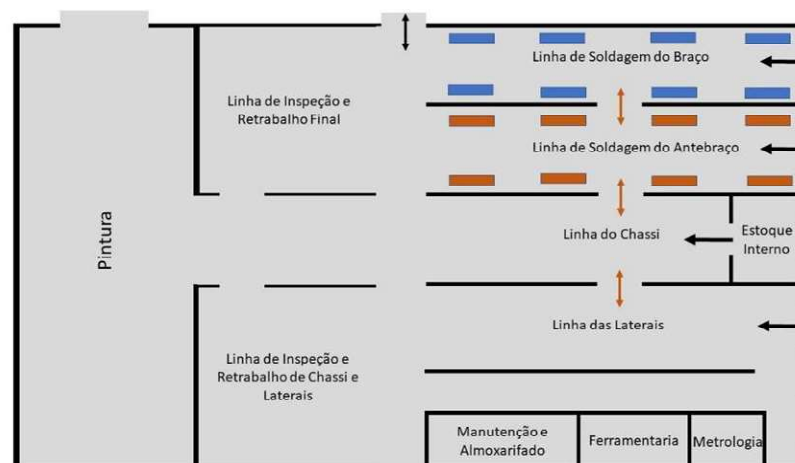 Linha de Soldagem do Braço
Linha de Inspeção e
Retrabalho Final
Linha de Soldagem do Antebraço
Pintura
Linha do Chassi
Estoque
Interno
Linha das Laterais
Linha de Inspeção e
Retrabalho de Chassi e
Laterais
Manutenção e
Almoxarifado
Ferramentaria
Metrologia